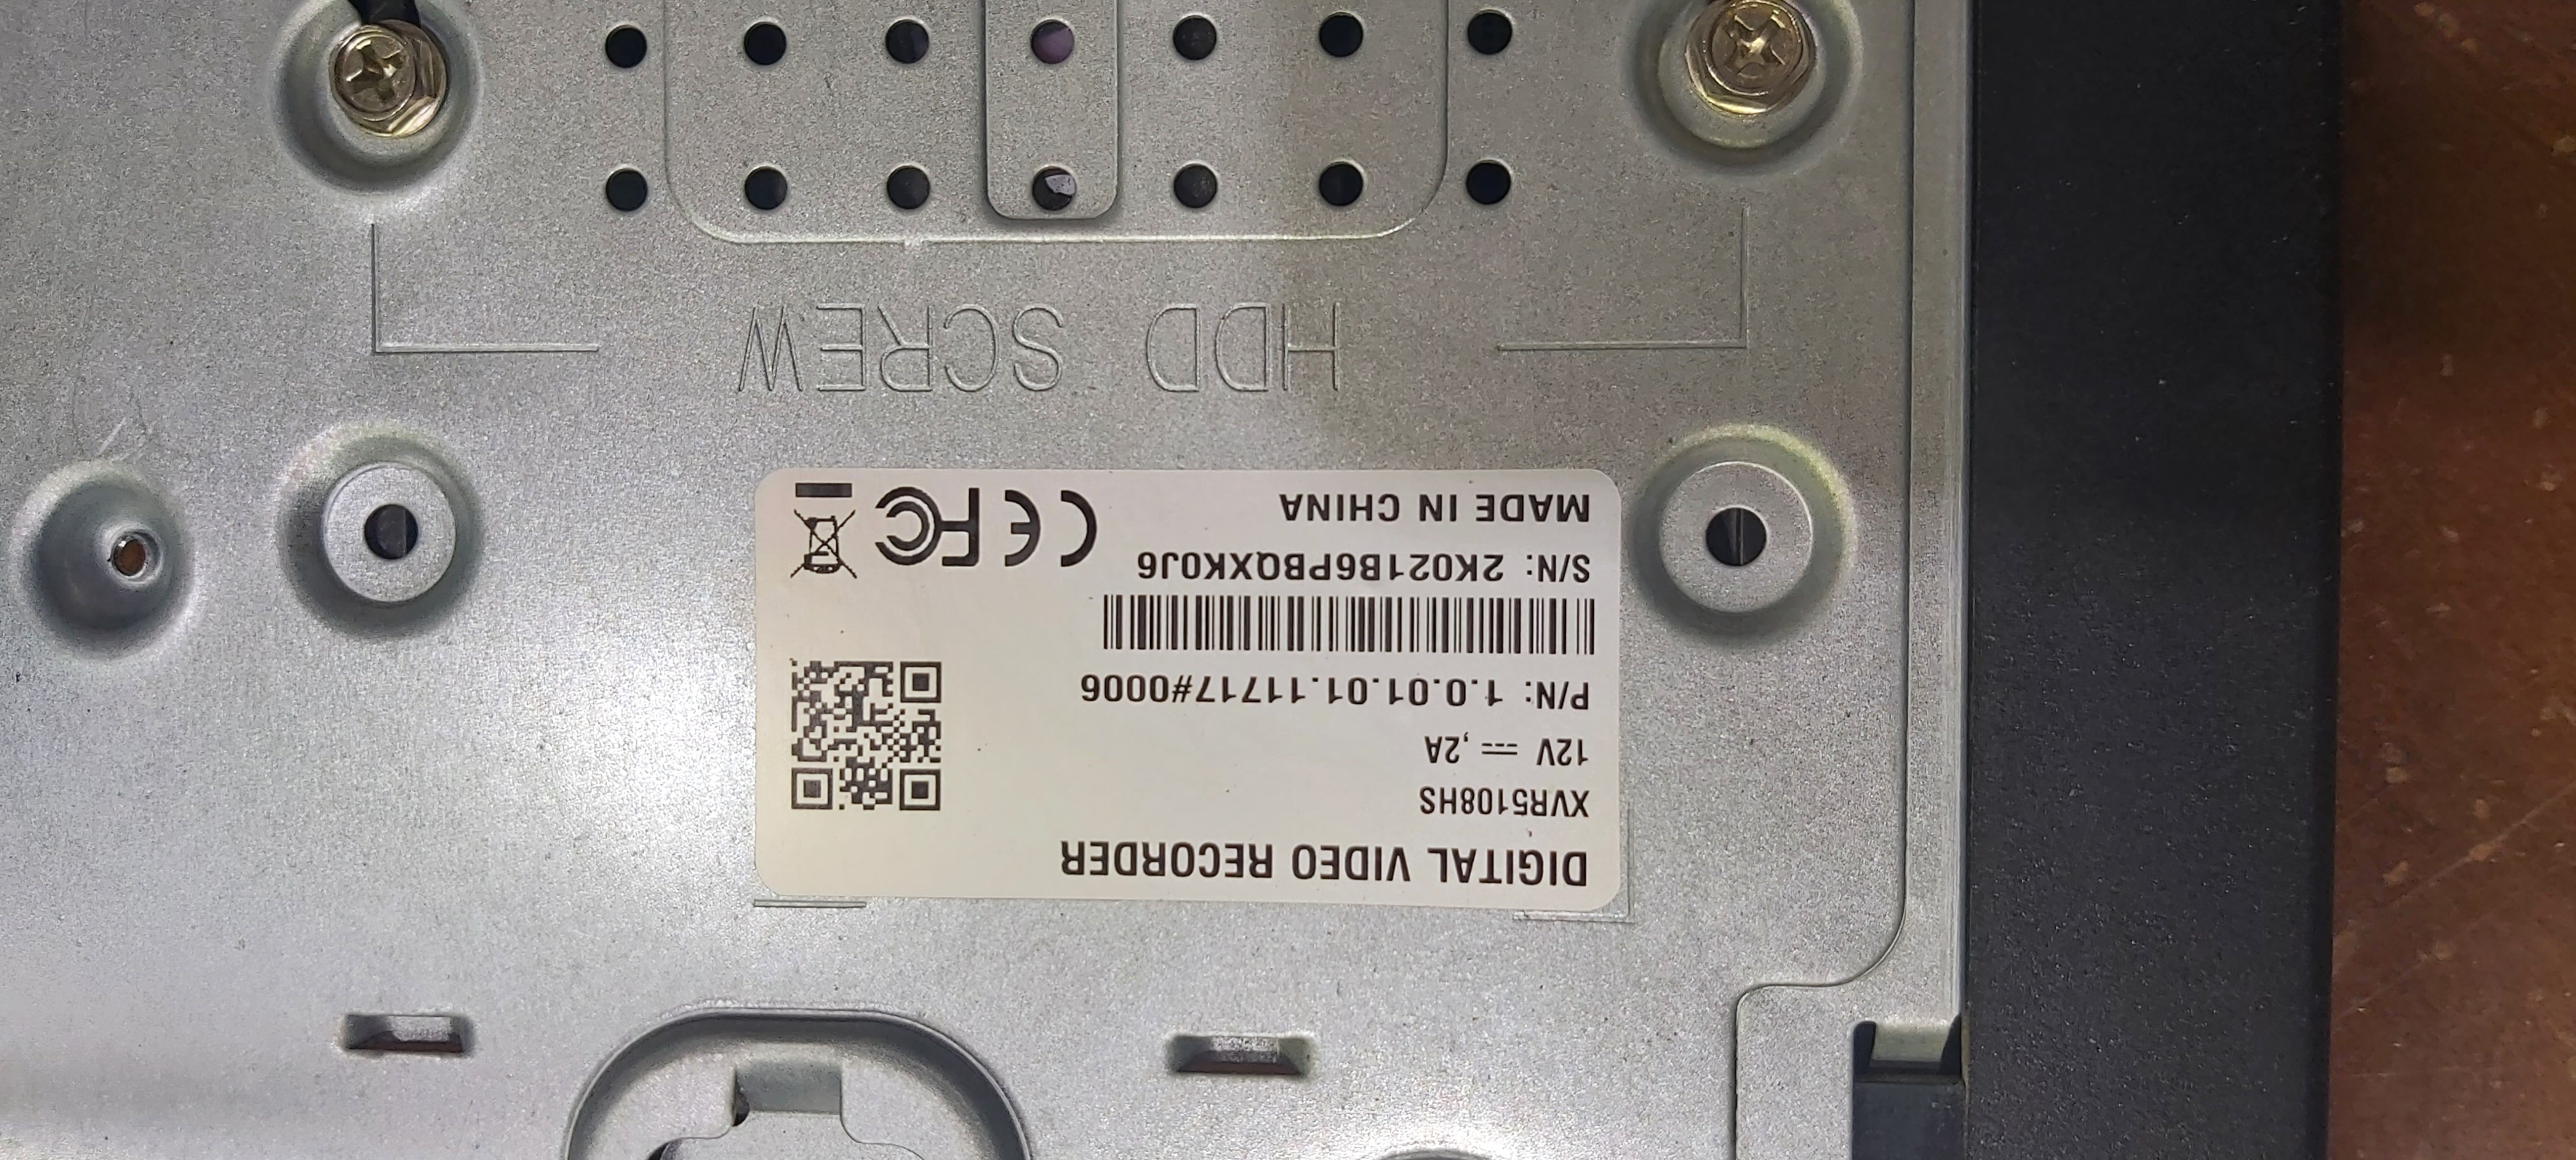 DIGITAL VIDEO RECORDER
XVR5108HS
12V ⎓ ,2A
P/N: 1.0.01.01.11717#0006
S/N: 2K021B6PBQXK0J6
MADE IN CHINA
CE FC
HDD SCREW